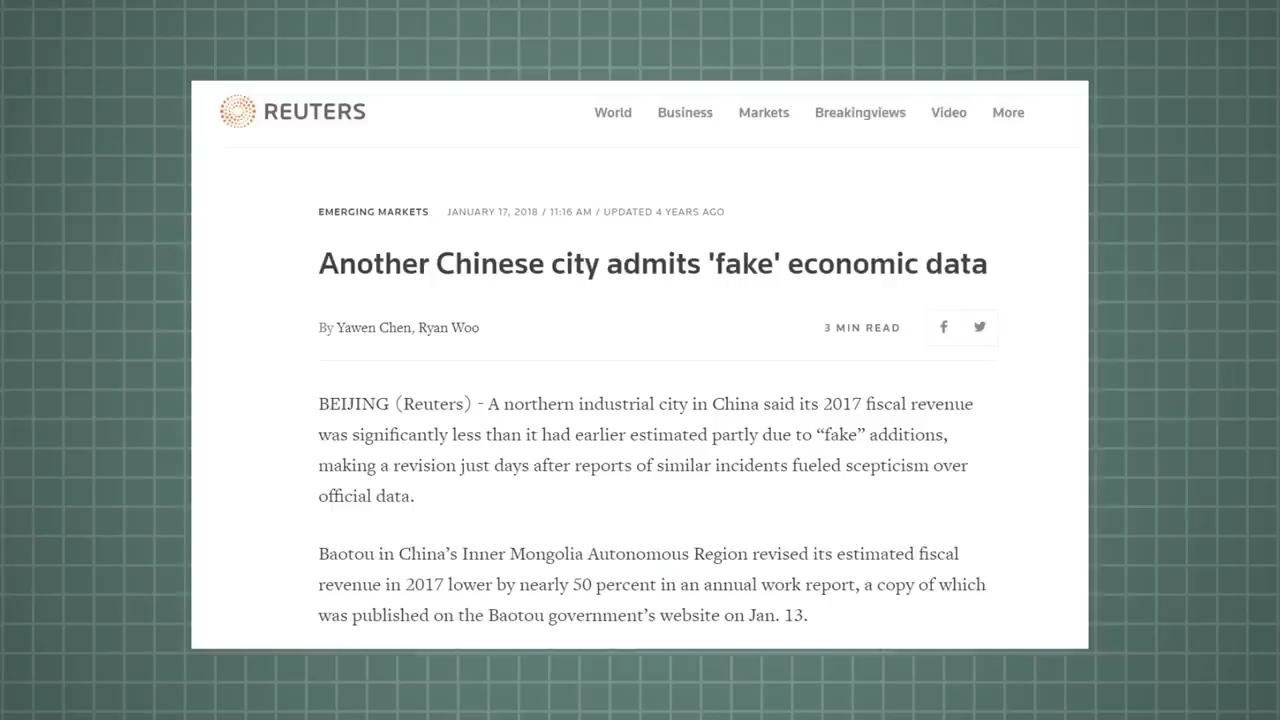 REUTERS
World Business Markets Breakingviews Video More
EMERGING MARKETS JANUARY 17, 2018 / 11:16 AM / UPDATED 4 YEARS AGO
Another Chinese city admits 'fake' economic data
By Yawen Chen, Ryan Woo
3 MIN READ
BEIJING (Reuters) - A northern industrial city in China said its 2017 fiscal revenue
was significantly less than it had earlier estimated partly due to “fake” additions,
making a revision just days after reports of similar incidents fueled scepticism over
official data.
Baotou in China’s Inner Mongolia Autonomous Region revised its estimated fiscal
revenue in 2017 lower by nearly 50 percent in an annual work report, a copy of which
was published on the Baotou government’s website on Jan. 13.